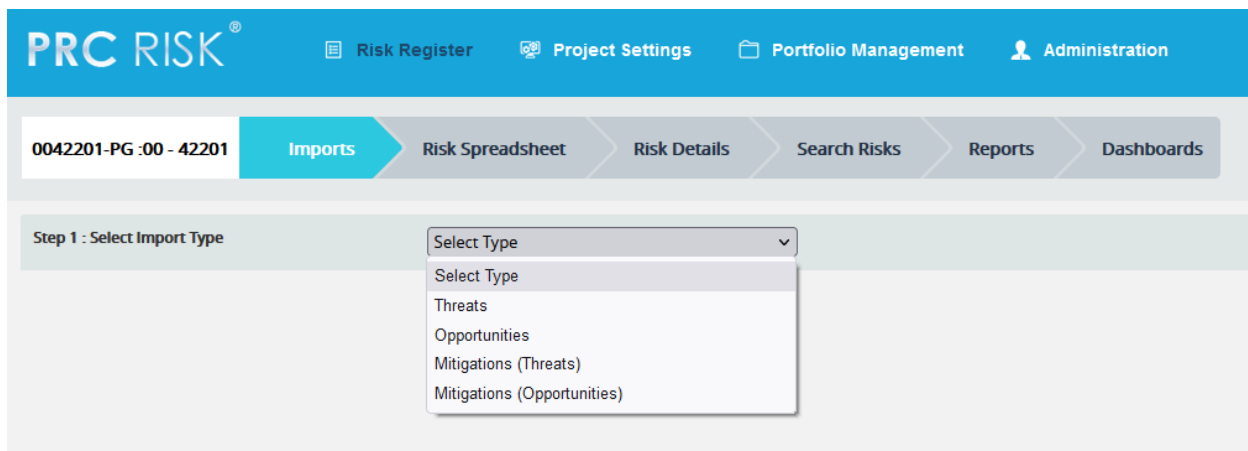 PRC RISK® Risk Register Project Settings Portfolio Management Administration
0042201-PG :00 - 42201 Imports Risk Spreadsheet Risk Details Search Risks Reports Dashboards
Step 1 : Select Import Type Select Type
Select Type
Threats
Opportunities
Mitigations (Threats)
Mitigations (Opportunities)